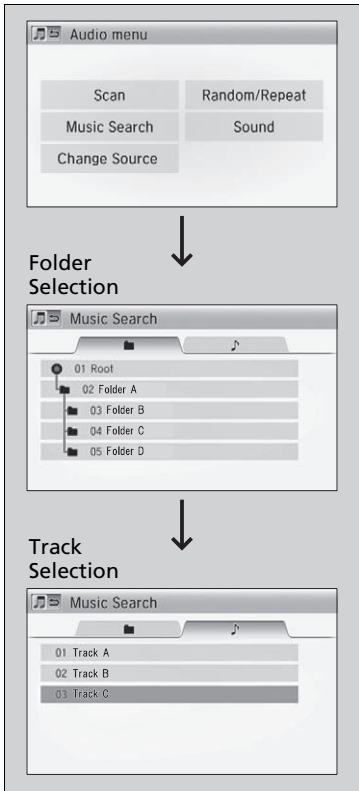 Audio menu
Scan Random/Repeat
Music Search Sound
Change Source
Folder
Selection
Music Search
01 Root
02 Folder A
03 Folder B
04 Folder C
05 Folder D
Track
Selection
Music Search
01 Track A
02 Track B
03 Track C